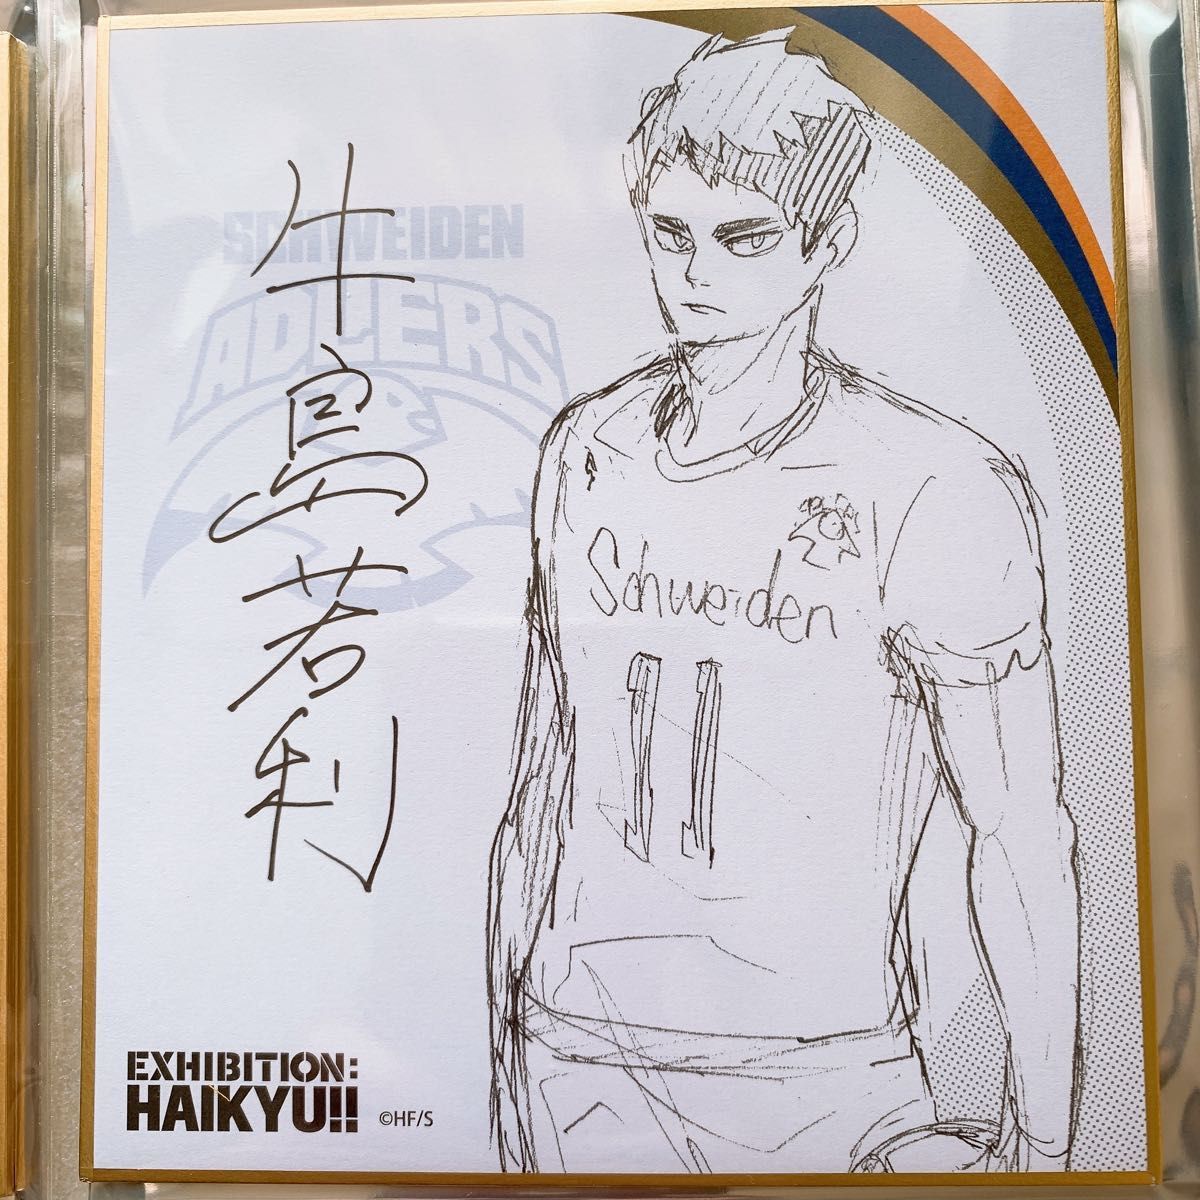 牛島若利
SCHWEIDEN
ADLERS
Schweiden
11
EXHIBITION:
HAIKYU!!
©HF/S